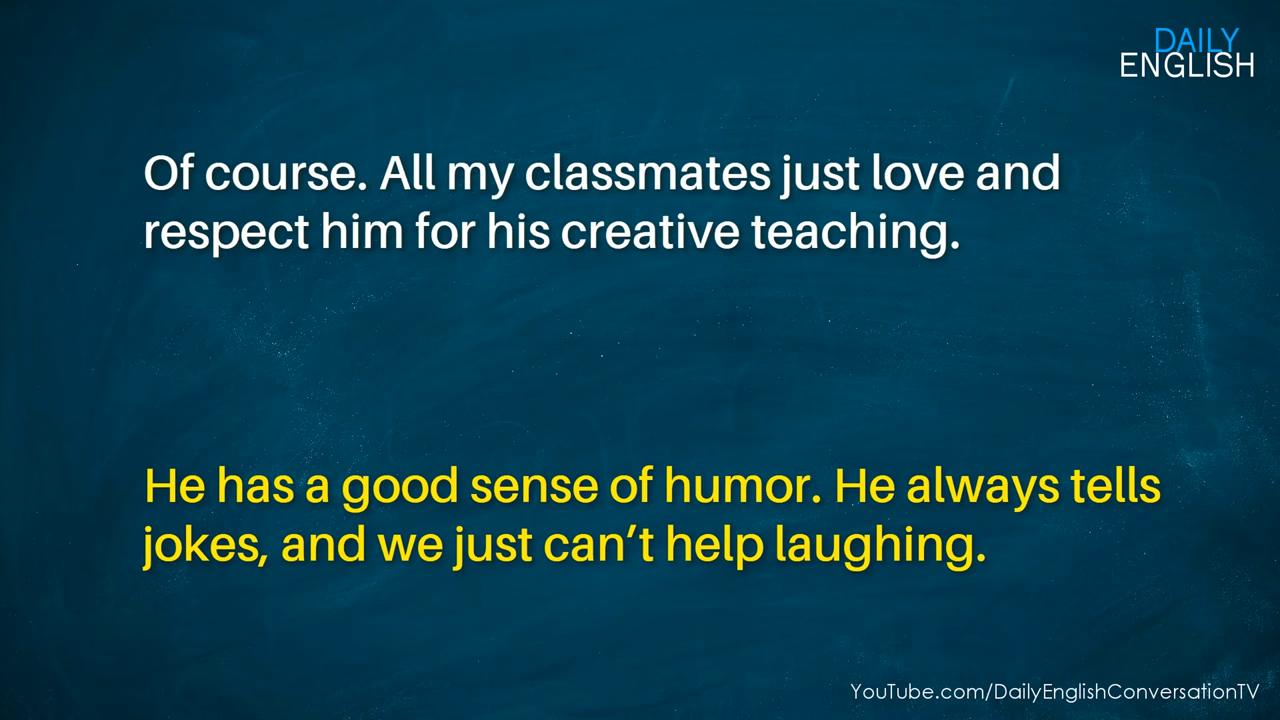 DAILY
ENGLISH
Of course. All my classmates just love and
respect him for his creative teaching.
He has a good sense of humor. He always tells
jokes, and we just can’t help laughing.
YouTube.com/DailyEnglishConversationTV